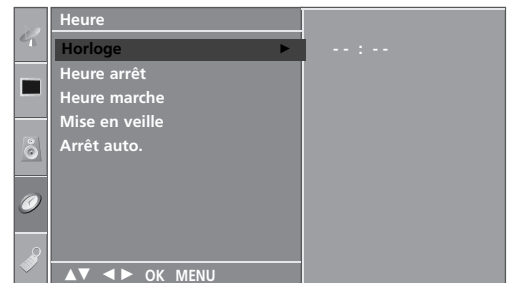 Heure
Horloge ► -- : --
Heure arrêt
Heure marche
Mise en veille
Arrêt auto.
▲▼ ◄► OK MENU